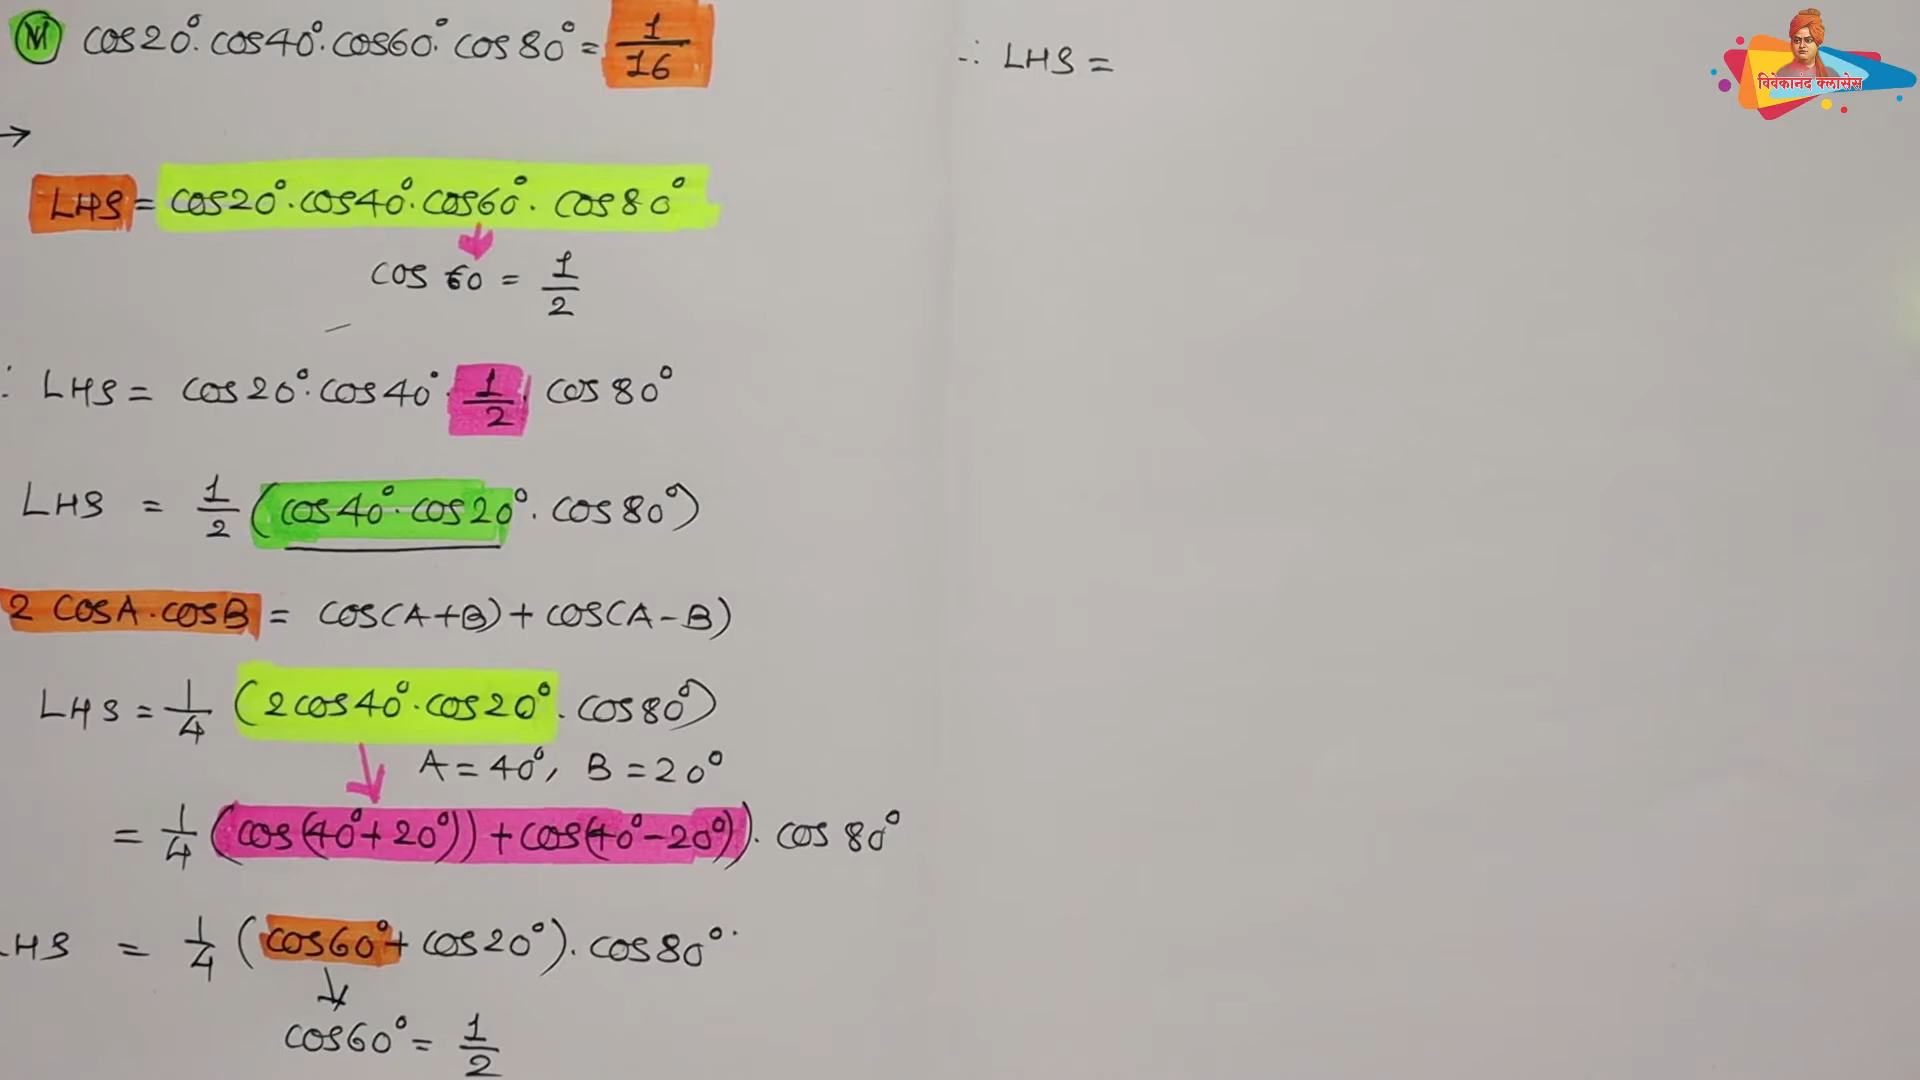 M cos20°. cos40°. cos60°. cos80° = 1/16
→
LHS = cos20°. cos40°. cos60°. cos80°
cos 60 = 1/2
∴ LHS = cos20°. cos40°. 1/2. cos80°
LHS = 1/2 (cos40°. cos20°. cos80°)
2 cosA. cosB = cos(A+B) + cos(A-B)
LHS = 1/4 (2cos40°. cos20°. cos80°)
A = 40°, B = 20°
= 1/4 (cos(40°+20°)) + cos(40°-20°)). cos80°
LHS = 1/4 (cos60° + cos20°). cos80°.
cos60° = 1/2
∴ LHS =
विवेकानंद क्लासेस